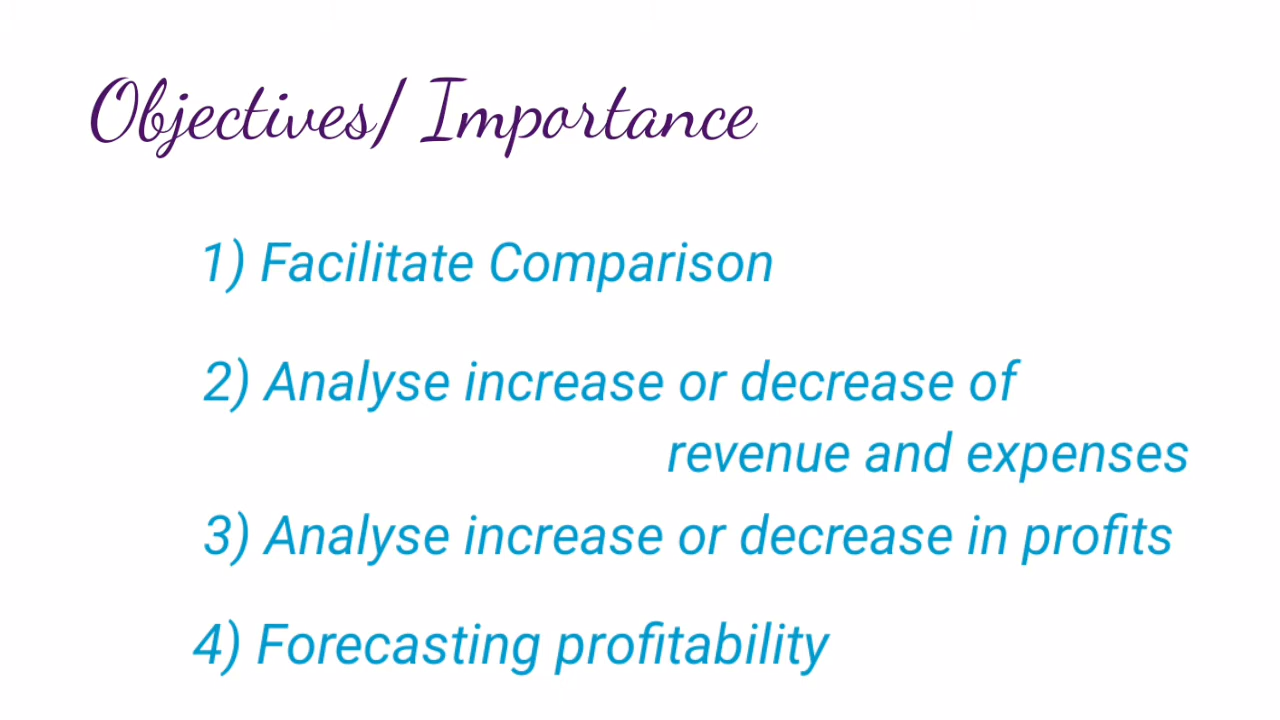 Objectives/ Importance
1) Facilitate Comparison
2) Analyse increase or decrease of
revenue and expenses
3) Analyse increase or decrease in profits
4) Forecasting profitability